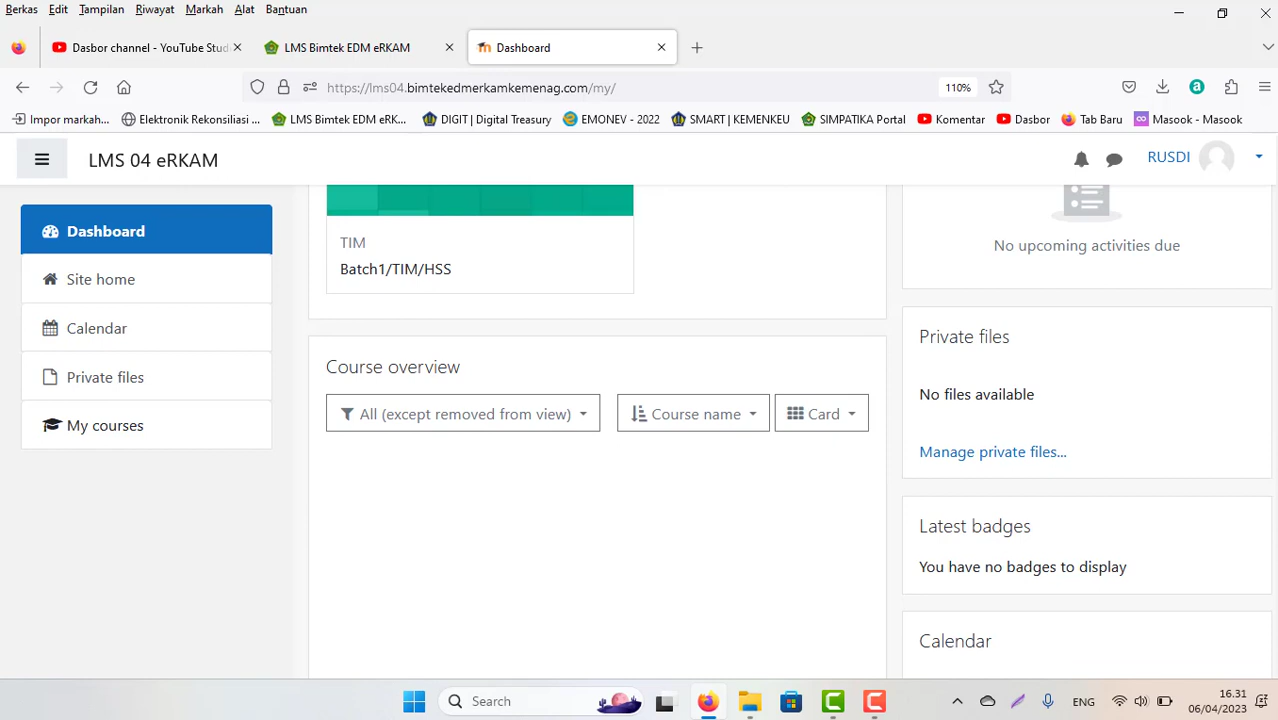 Berkas Edit Tampilan Riwayat Markah Alat Bantuan
Dasbor channel - YouTube Stud LMS Bimtek EDM eRKAM Dashboard
https://lms04.bimtekedmerkamkemenag.com/my/ 110%
Impor markah... Elektronik Rekonsiliasi ... LMS Bimtek EDM eRK... DIGIT | Digital Treasury EMONEV - 2022 SMART | KEMENKEU SIMPATIKA Portal Komentar Dasbor Tab Baru Masook - Masook
LMS 04 eRKAM RUSDI
Dashboard
Site home
Calendar
Private files
My courses
TIM
Batch1/TIM/HSS
Course overview
All (except removed from view) Course name Card
No upcoming activities due
Private files
No files available
Manage private files...
Latest badges
You have no badges to display
Calendar
Search ENG 16.31
06/04/2023